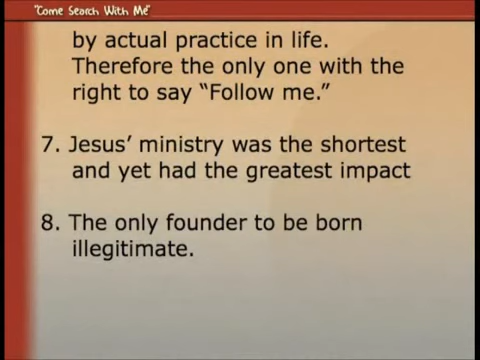 "Come Search With Me"
by actual practice in life.
Therefore the only one with the
right to say “Follow me.”
7. Jesus’ ministry was the shortest
and yet had the greatest impact
8. The only founder to be born
illegitimate.